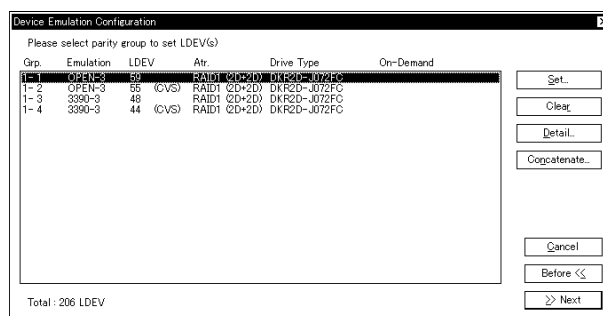 Device Emulation Configuration
Please select parity group to set LDEV(s)
Grp. Emulation LDEV Atr. Drive Type On-Demand
1- 1 OPEN-3 59 RAID1 (2D+2D) DKR2D-J072FC
1- 2 OPEN-3 55 (CVS) RAID1 (2D+2D) DKR2D-J072FC
1- 3 3390-3 48 RAID1 (2D+2D) DKR2D-J072FC
1- 4 3390-3 44 (CVS) RAID1 (2D+2D) DKR2D-J072FC
Set...
Clear
Detail...
Concatenate...
Cancel
Before <<
>> Next
Total : 206 LDEV